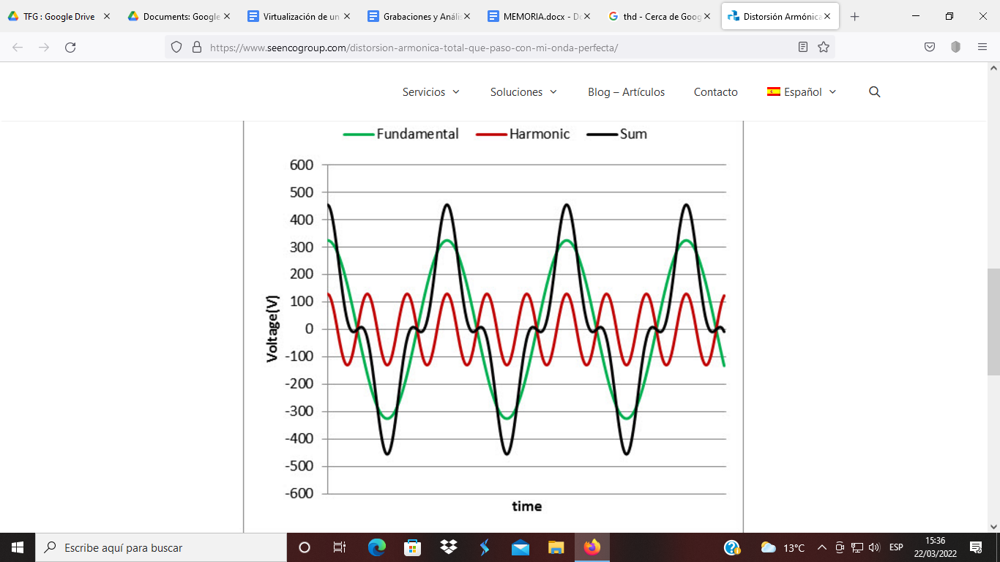 TFG : Google Drive
Documents: Google
Virtualización de un
Grabaciones y Anális
MEMORIA.docx - Do
thd - Cerca de Goog
Distorsión Armónica
https://www.seencogroup.com/distorsion-armonica-total-que-paso-con-mi-onda-perfecta/
Servicios
Soluciones
Blog – Artículos
Contacto
Español
Fundamental
Harmonic
Sum
600
500
400
300
200
100
0
-100
-200
-300
-400
-500
-600
Voltage(V)
time
Escribe aquí para buscar
13°C
ESP
15:36
22/03/2022